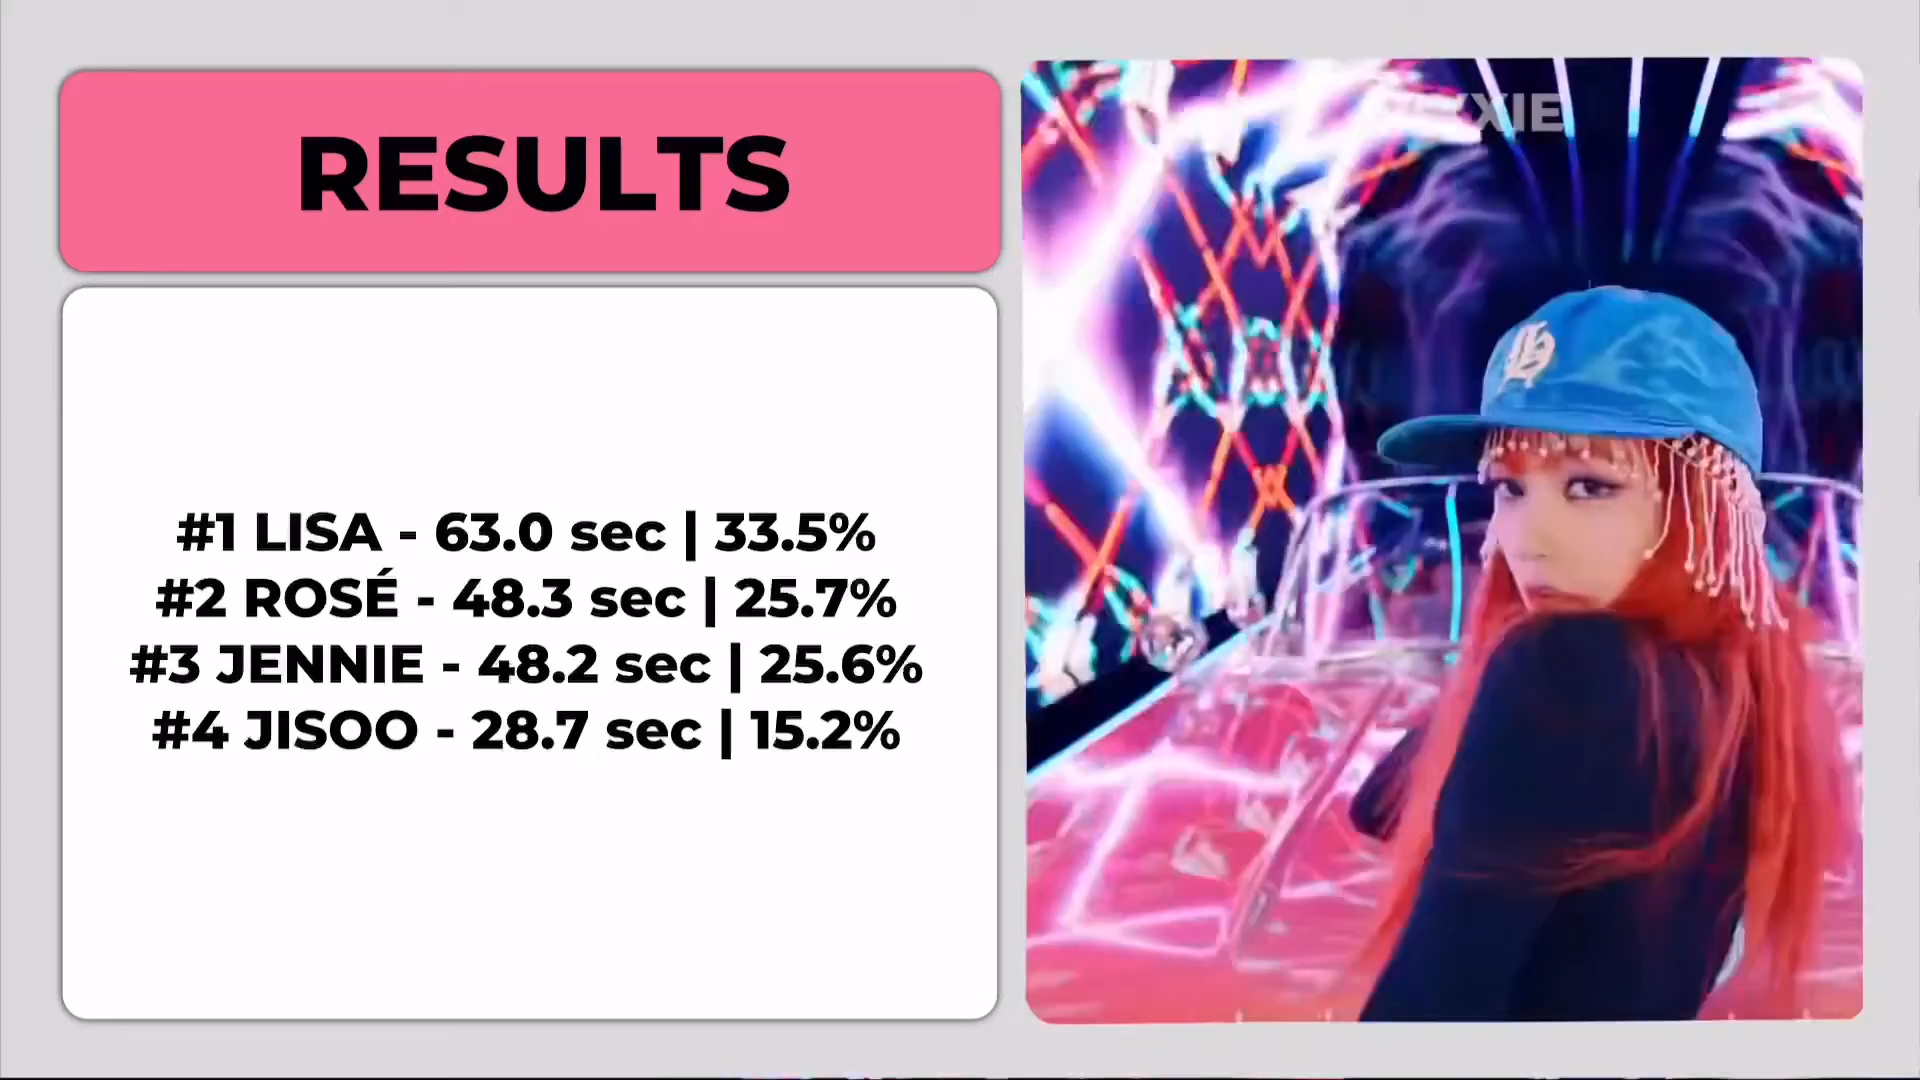 RESULTS
#1 LISA - 63.0 sec | 33.5%
#2 ROSÉ - 48.3 sec | 25.7%
#3 JENNIE - 48.2 sec | 25.6%
#4 JISOO - 28.7 sec | 15.2%